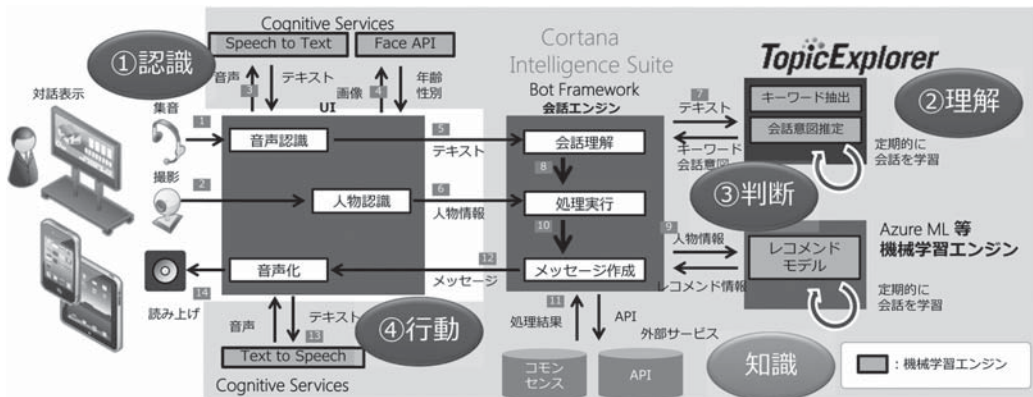 Cognitive Services
Speech to Text
Face API
①認識
音声
3
テキスト
画像
4
年齢
性別
対話表示
集音
撮影
UI
1
音声認識
2
人物認識
音声化
14
読み上げ
5
テキスト
6
人物情報
12
メッセージ
音声
テキスト
13
④行動
Text to Speech
Cognitive Services
Cortana
Intelligence Suite
Bot Framework
会話エンジン
会話理解
8
処理実行
10
メッセージ作成
11
処理結果
API
外部サービス
コモン
センス
API
7
テキスト
キーワード
会話意図
TopicExplorer
キーワード抽出
会話意図推定
②理解
定期的に
会話を学習
③判断
9
人物情報
レコメンド情報
Azure ML 等
機械学習エンジン
レコメンド
モデル
定期的に
会話を学習
知識
：機械学習エンジン